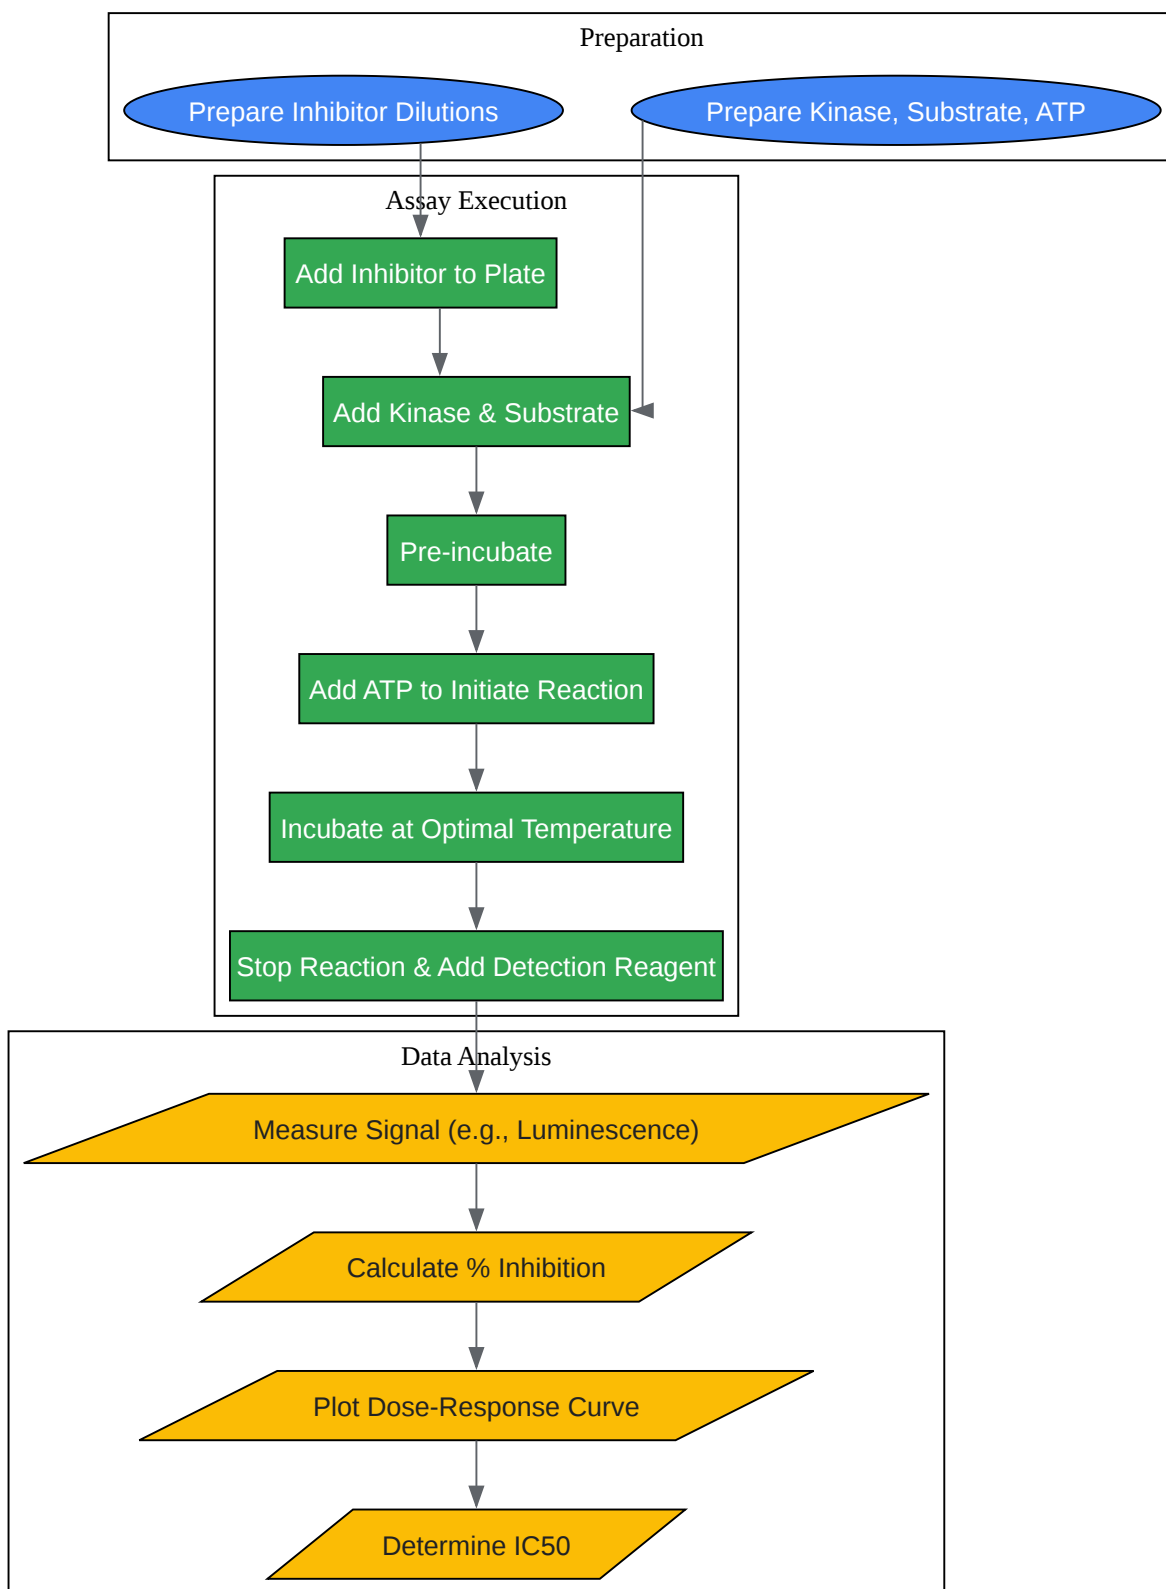 Preparation
Prepare Inhibitor Dilutions
Prepare Kinase, Substrate, ATP
Assay Execution
Add Inhibitor to Plate
Add Kinase & Substrate
Pre-incubate
Add ATP to Initiate Reaction
Incubate at Optimal Temperature
Stop Reaction & Add Detection Reagent
Data Analysis
Measure Signal (e.g., Luminescence)
Calculate % Inhibition
Plot Dose-Response Curve
Determine IC50